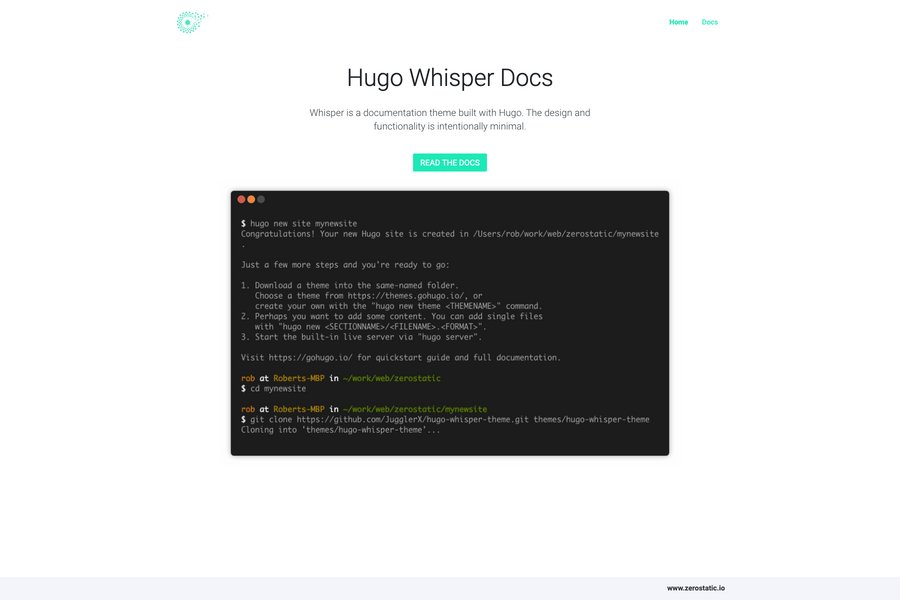 Home Docs
Hugo Whisper Docs
Whisper is a documentation theme built with Hugo. The design and
functionality is intentionally minimal.
READ THE DOCS
$ hugo new site mynewsite
Congratulations! Your new Hugo site is created in /Users/rob/work/web/zerostatic/mynewsite
.
Just a few more steps and you're ready to go:
1. Download a theme into the same-named folder.
Choose a theme from https://themes.gohugo.io/, or
create your own with the "hugo new theme <THEMENAME>" command.
2. Perhaps you want to add some content. You can add single files
with "hugo new <SECTIONNAME>/<FILENAME>.<FORMAT>".
3. Start the built-in live server via "hugo server".
Visit https://gohugo.io/ for quickstart guide and full documentation.
rob at Roberts-MBP in ~/work/web/zerostatic
$ cd mynewsite
rob at Roberts-MBP in ~/work/web/zerostatic/mynewsite
$ git clone https://github.com/JugglerX/hugo-whisper-theme.git themes/hugo-whisper-theme
Cloning into 'themes/hugo-whisper-theme'...
www.zerostatic.io